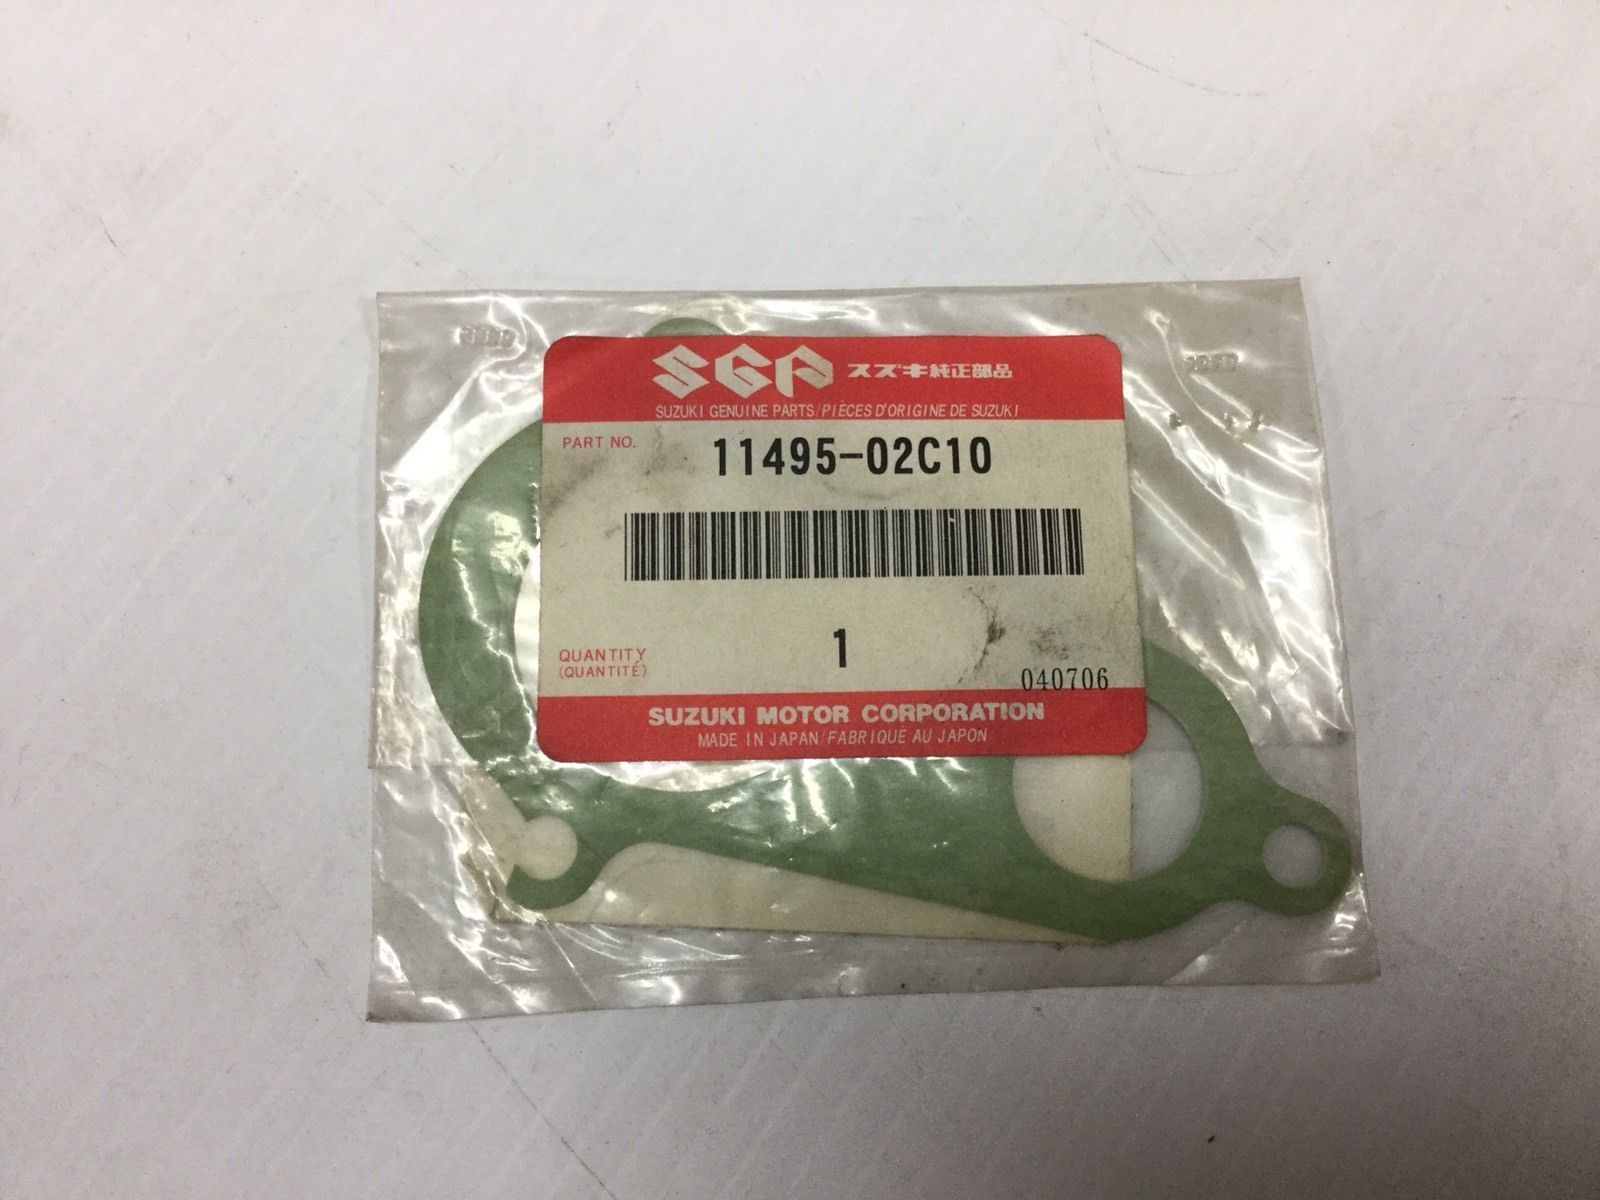 SGP スズキ純正部品
SUZUKI GENUINE PARTS/PIÈCES D'ORIGINE DE SUZUKI
PART NO. 11495-02C10
QUANTITY 1
(QUANTITÉ)
040706
SUZUKI MOTOR CORPORATION
MADE IN JAPAN/FABRIQUÉ AU JAPON